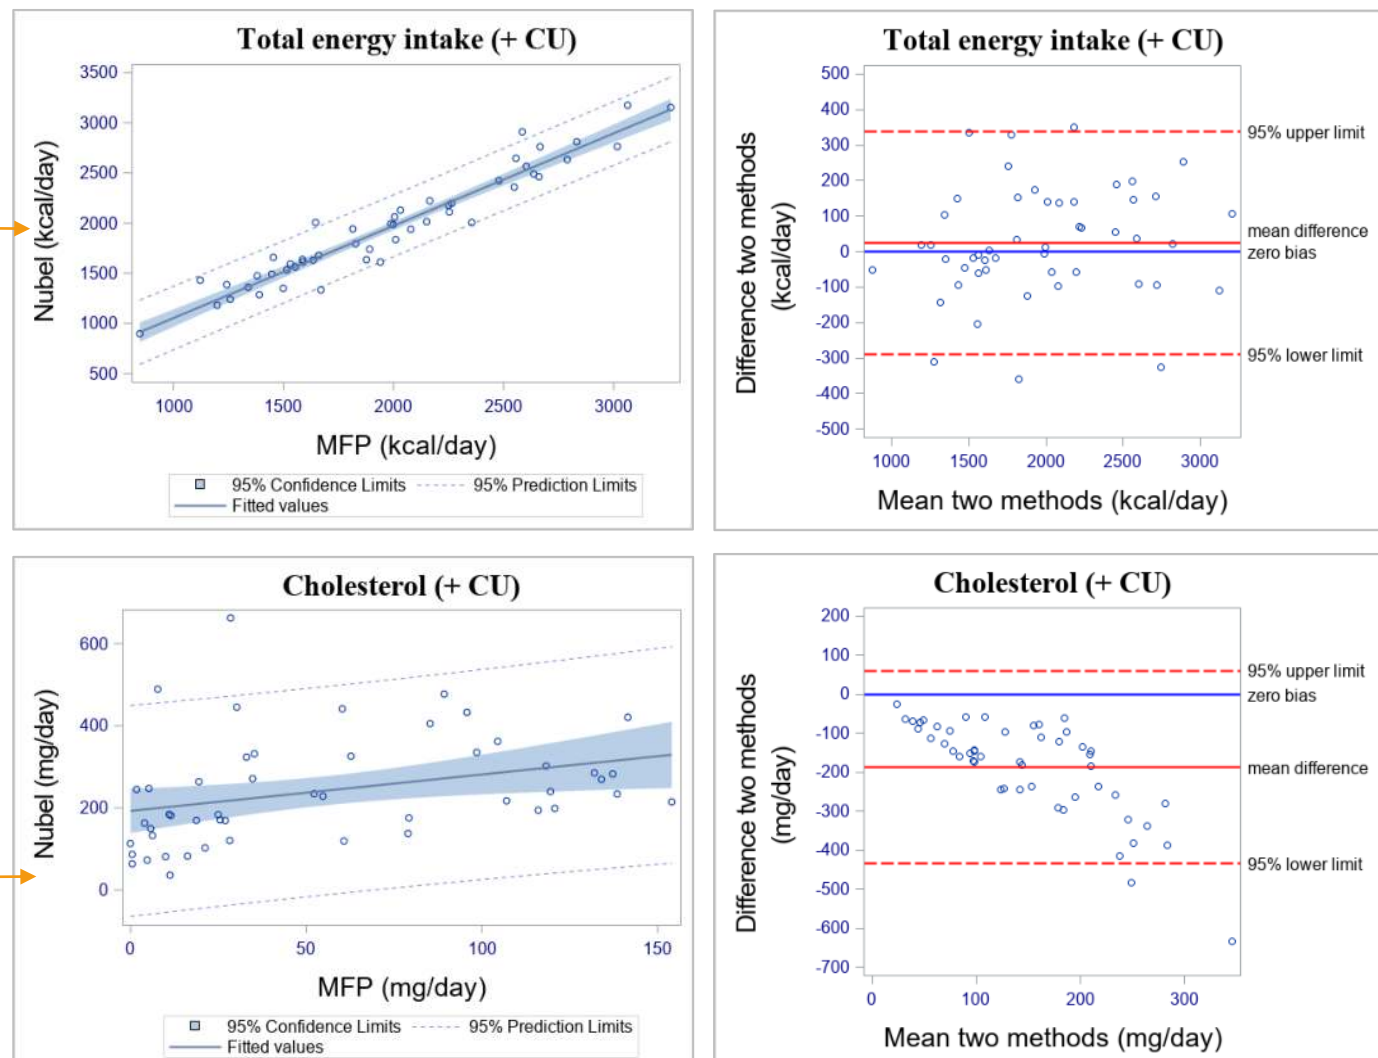 Total energy intake (+ CU)
3500
3000
2500
2000
1500
1000
500
Nubel (kcal/day)
1000 1500 2000 2500 3000
MFP (kcal/day)
95% Confidence Limits 95% Prediction Limits
Fitted values
Total energy intake (+ CU)
500
400
300
200
100
0
-100
-200
-300
-400
-500
Difference two methods
(kcal/day)
95% upper limit
mean difference
zero bias
95% lower limit
1000 1500 2000 2500 3000
Mean two methods (kcal/day)
Cholesterol (+ CU)
600
400
200
0
Nubel (mg/day)
0 50 100 150
MFP (mg/day)
95% Confidence Limits 95% Prediction Limits
Fitted values
Cholesterol (+ CU)
200
100
0
-100
-200
-300
-400
-500
-600
-700
Difference two methods
(mg/day)
95% upper limit
zero bias
mean difference
95% lower limit
0 100 200 300
Mean two methods (mg/day)